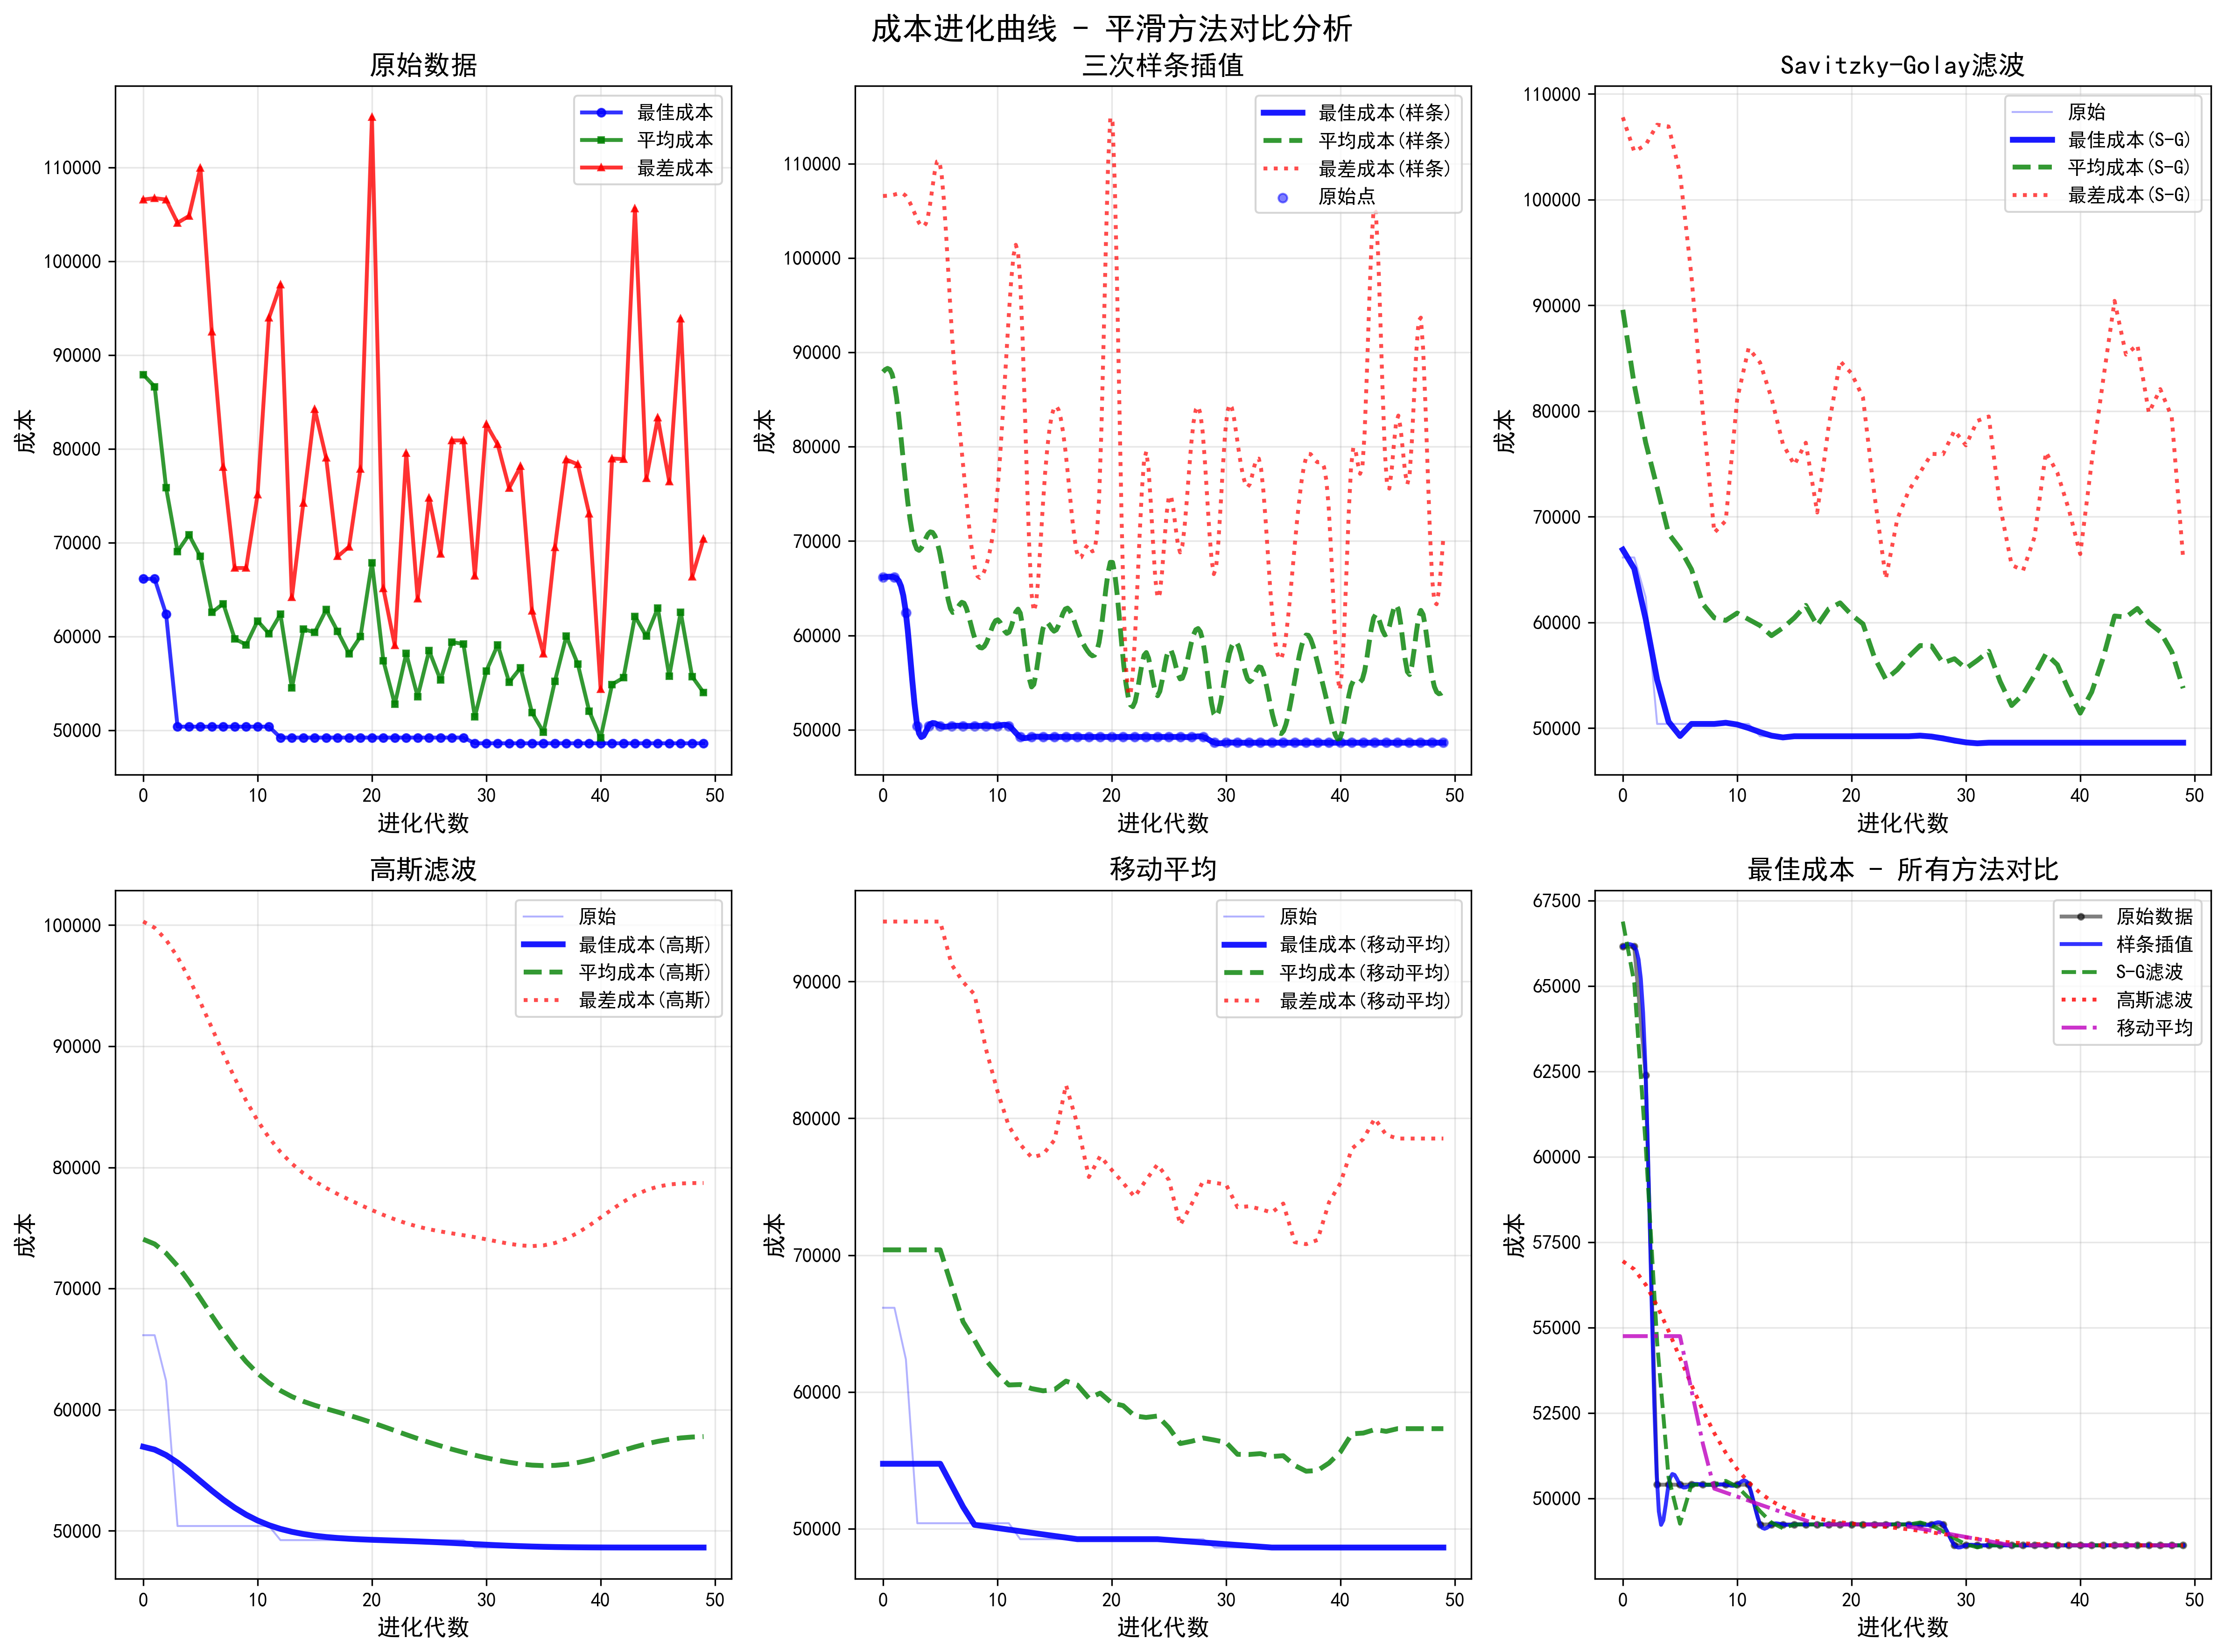 成本进化曲线 - 平滑方法对比分析
原始数据
最佳成本
平均成本
最差成本
成本
110000
100000
90000
80000
70000
60000
50000
0 10 20 30 40 50
进化代数
三次样条插值
最佳成本(样条)
平均成本(样条)
最差成本(样条)
原始点
成本
110000
100000
90000
80000
70000
60000
50000
0 10 20 30 40 50
进化代数
Savitzky-Golay滤波
原始
最佳成本(S-G)
平均成本(S-G)
最差成本(S-G)
成本
110000
100000
90000
80000
70000
60000
50000
0 10 20 30 40 50
进化代数
高斯滤波
原始
最佳成本(高斯)
平均成本(高斯)
最差成本(高斯)
成本
100000
90000
80000
70000
60000
50000
0 10 20 30 40 50
进化代数
移动平均
原始
最佳成本(移动平均)
平均成本(移动平均)
最差成本(移动平均)
成本
90000
80000
70000
60000
50000
0 10 20 30 40 50
进化代数
最佳成本 - 所有方法对比
原始数据
样条插值
S-G滤波
高斯滤波
移动平均
成本
67500
65000
62500
60000
57500
55000
52500
50000
0 10 20 30 40 50
进化代数